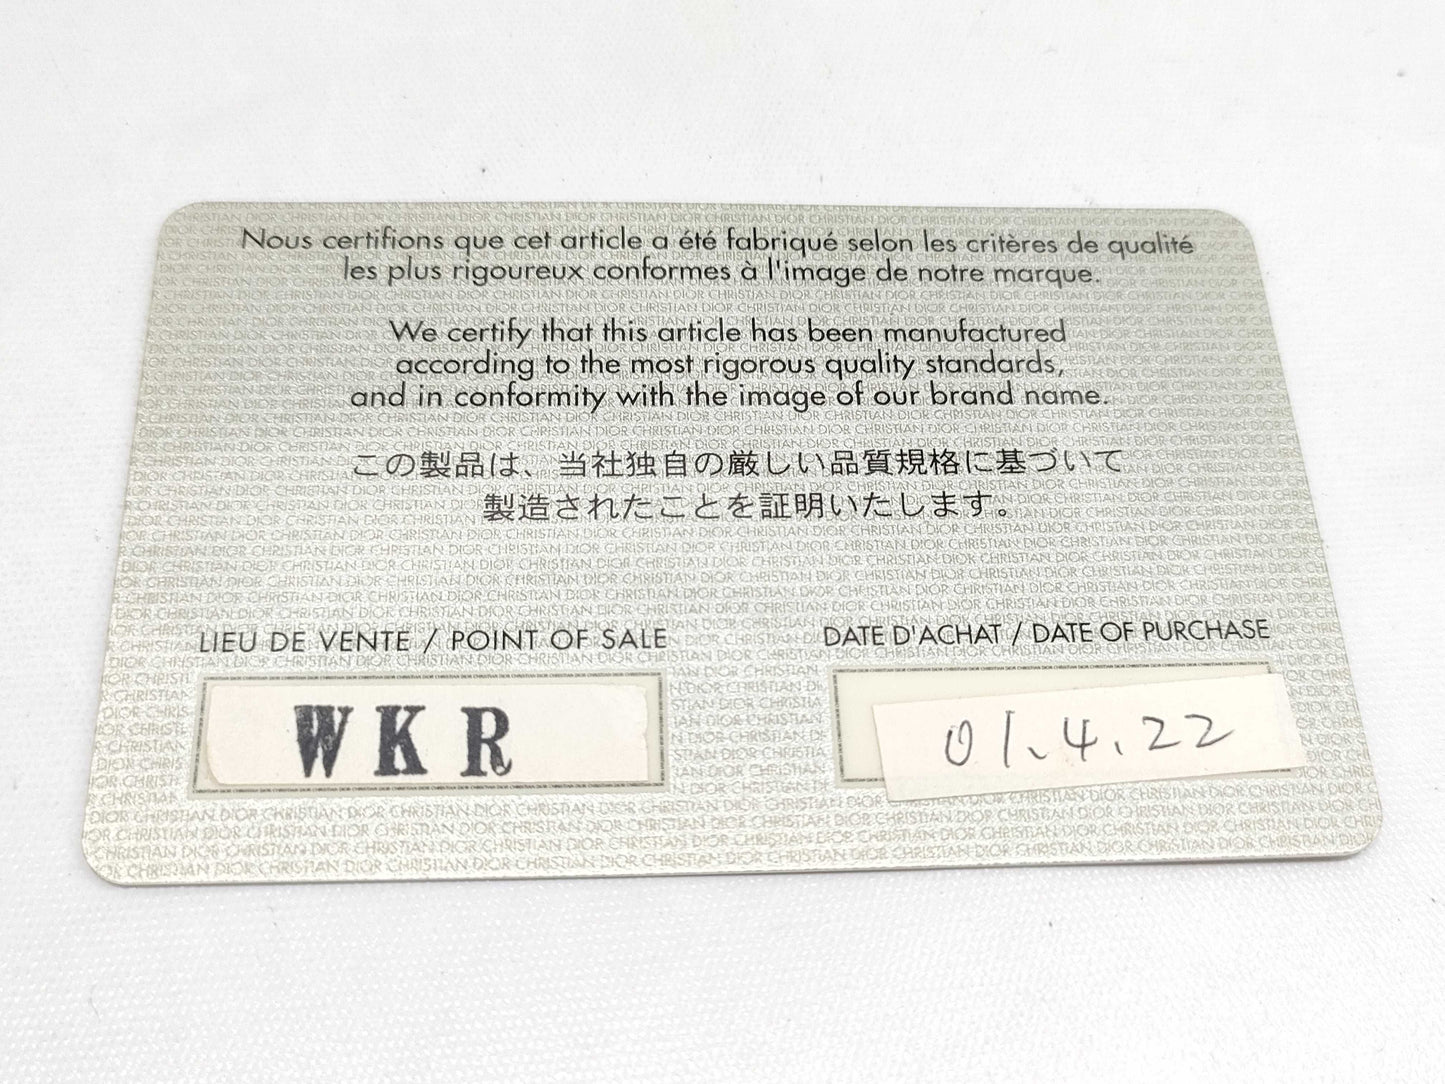 Nous certifions que cet article a été fabriqué selon les critères de qualité
les plus rigoureux conformes à l'image de notre marque.
We certify that this article has been manufactured
according to the most rigorous quality standards,
and in conformity with the image of our brand name.
この製品は、当社独自の厳しい品質規格に基づいて
製造されたことを証明いたします。
LIEU DE VENTE / POINT OF SALE
DATE D'ACHAT / DATE OF PURCHASE
WKR
01.4.22